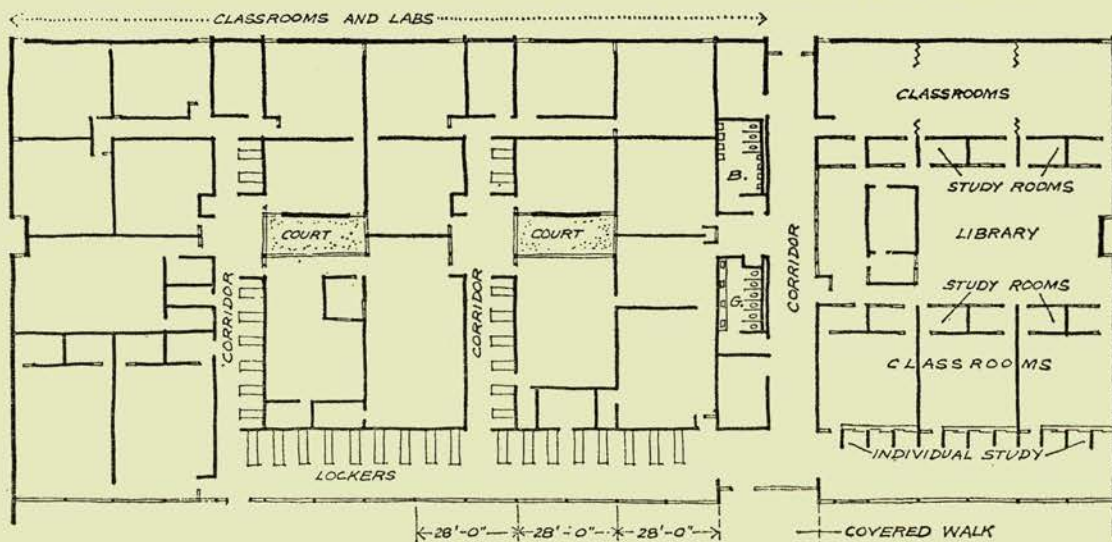 CLASSROOMS AND LABS
CLASSROOMS
B.
STUDY ROOMS
COURT
COURT
LIBRARY
CORRIDOR
CORRIDOR
CORRIDOR
STUDY ROOMS
G.
CLASSROOMS
INDIVIDUAL STUDY
LOCKERS
28'-0" 28'-0" 28'-0"
COVERED WALK